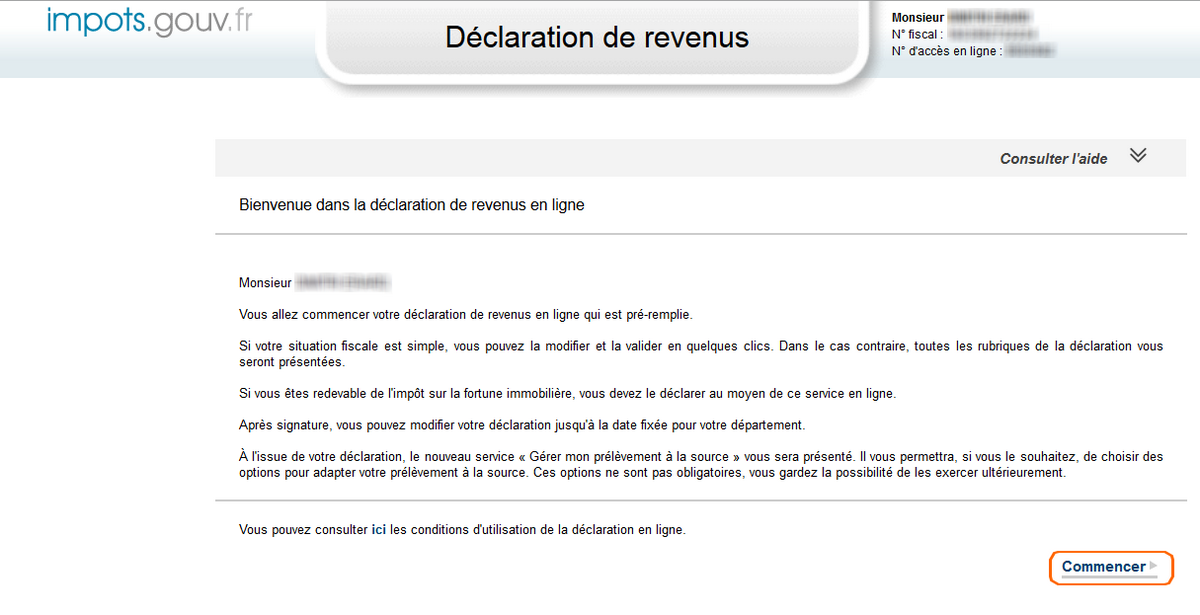 impots.gouv.fr
Déclaration de revenus
Monsieur
N° fiscal :
N° d'accès en ligne :
Consulter l'aide
Bienvenue dans la déclaration de revenus en ligne
Monsieur
Vous allez commencer votre déclaration de revenus en ligne qui est pré-remplie.
Si votre situation fiscale est simple, vous pouvez la modifier et la valider en quelques clics. Dans le cas contraire, toutes les rubriques de la déclaration vous
seront présentées.
Si vous êtes redevable de l'impôt sur la fortune immobilière, vous devez le déclarer au moyen de ce service en ligne.
Après signature, vous pouvez modifier votre déclaration jusqu'à la date fixée pour votre département.
À l'issue de votre déclaration, le nouveau service « Gérer mon prélèvement à la source » vous sera présenté. Il vous permettra, si vous le souhaitez, de choisir des
options pour adapter votre prélèvement à la source. Ces options ne sont pas obligatoires, vous gardez la possibilité de les exercer ultérieurement.
Vous pouvez consulter ici les conditions d'utilisation de la déclaration en ligne.
Commencer